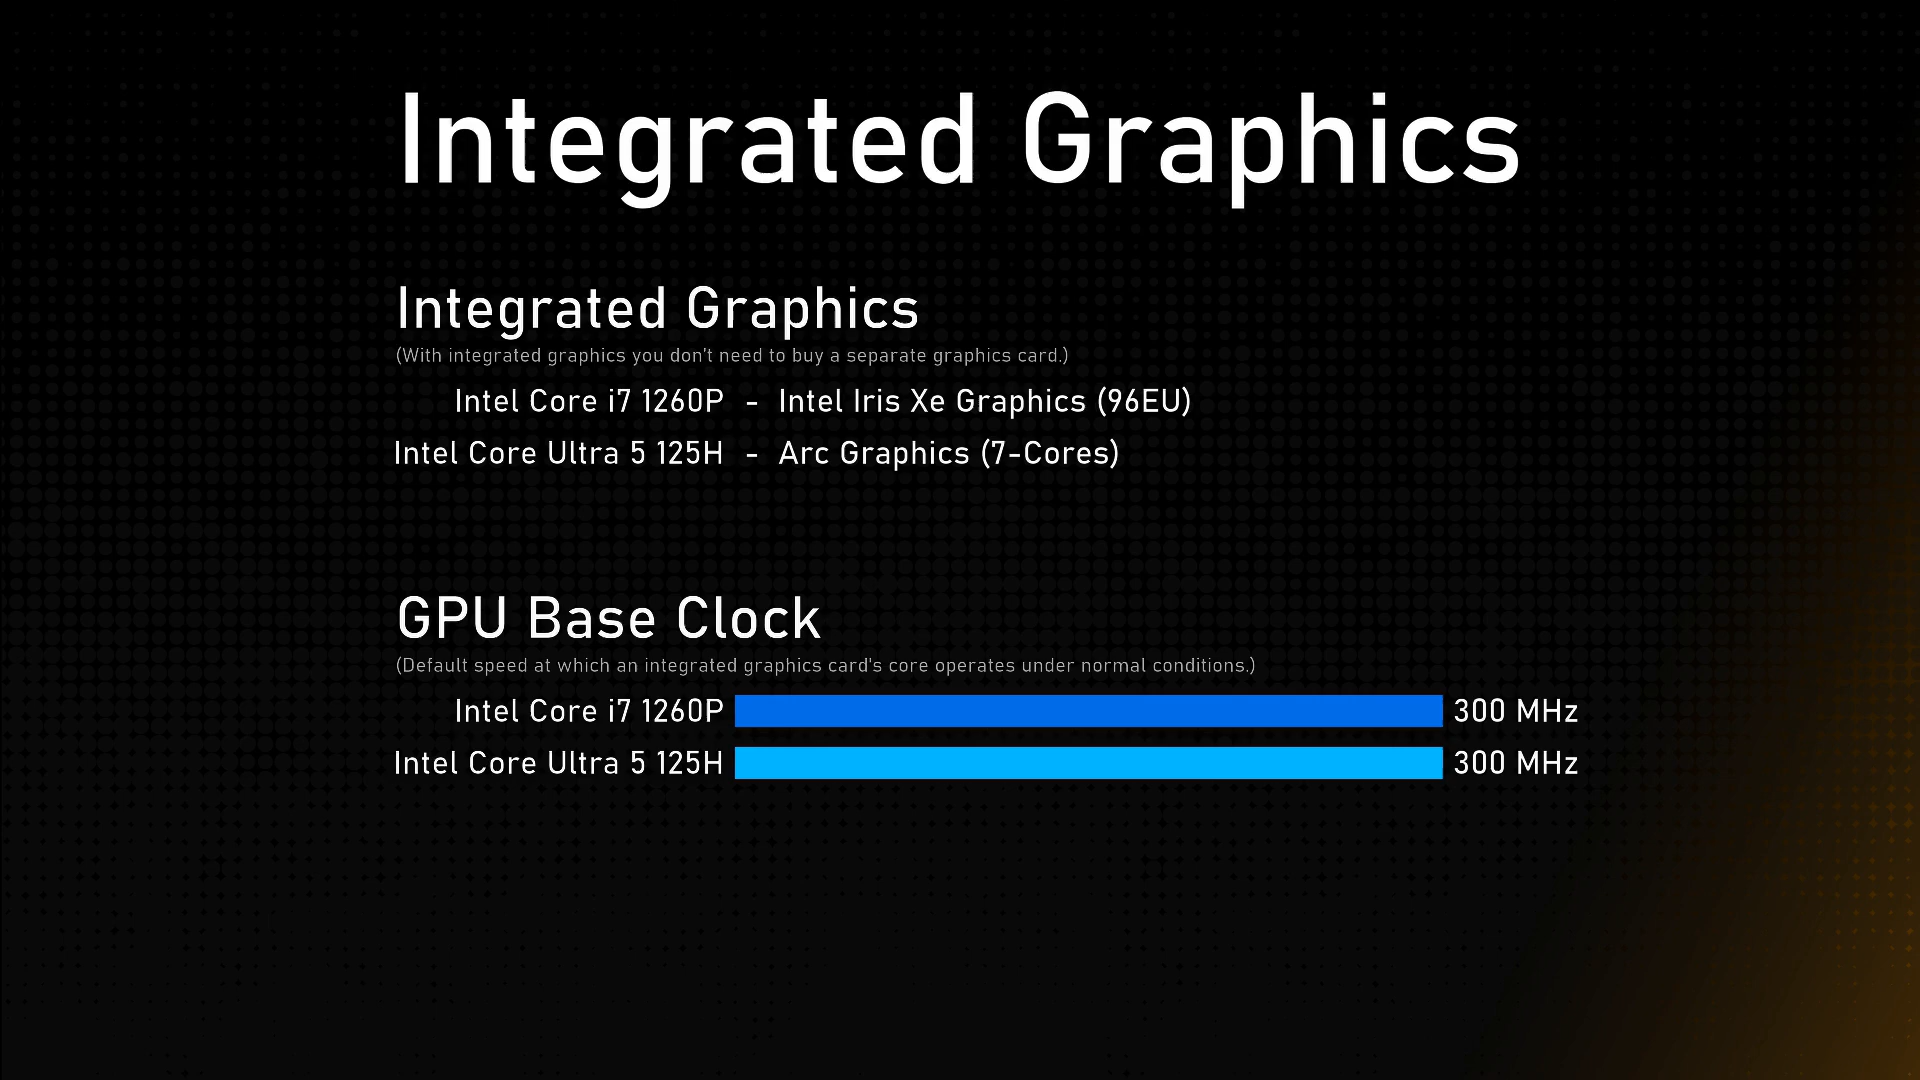 Integrated Graphics
Integrated Graphics
(With integrated graphics you don't need to buy a separate graphics card.)
Intel Core i7 1260P - Intel Iris Xe Graphics (96EU)
Intel Core Ultra 5 125H - Arc Graphics (7-Cores)
GPU Base Clock
(Default speed at which an integrated graphics card's core operates under normal conditions.)
Intel Core i7 1260P 300 MHz
Intel Core Ultra 5 125H 300 MHz